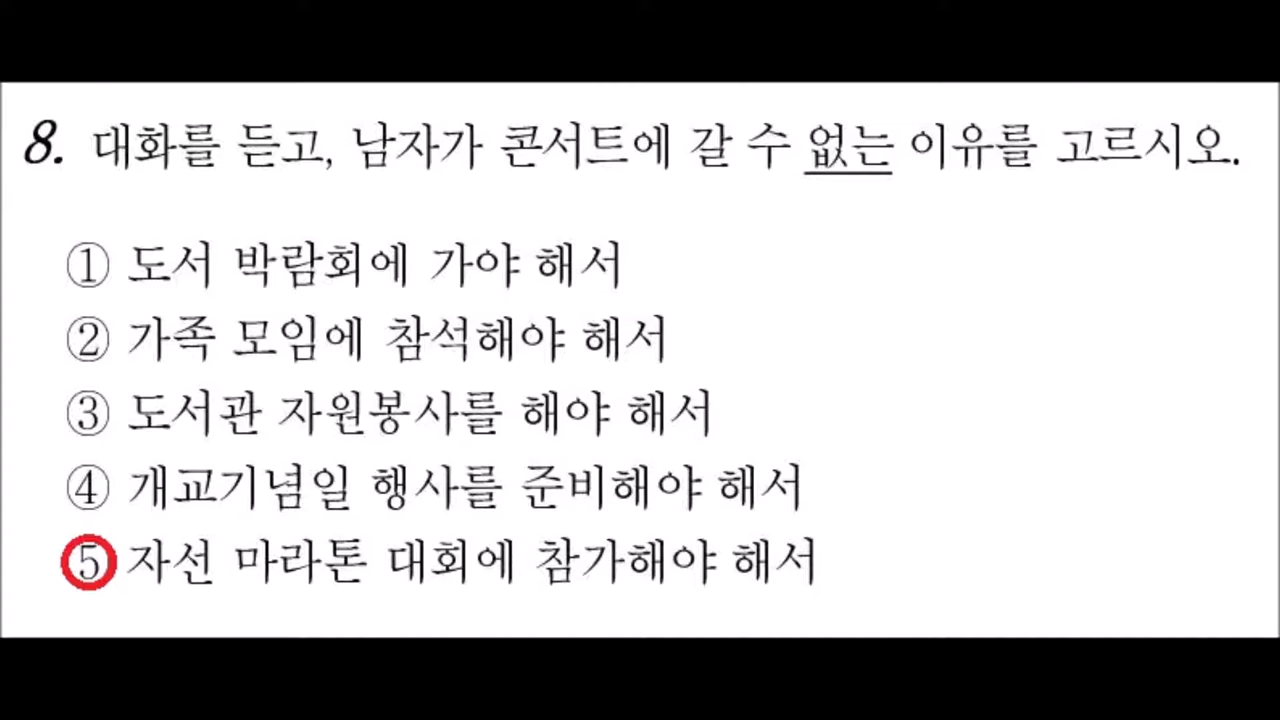 8. 대화를 듣고, 남자가 콘서트에 갈 수 없는 이유를 고르시오.
① 도서 박람회에 가야 해서
② 가족 모임에 참석해야 해서
③ 도서관 자원봉사를 해야 해서
④ 개교기념일 행사를 준비해야 해서
⑤ 자선 마라톤 대회에 참가해야 해서